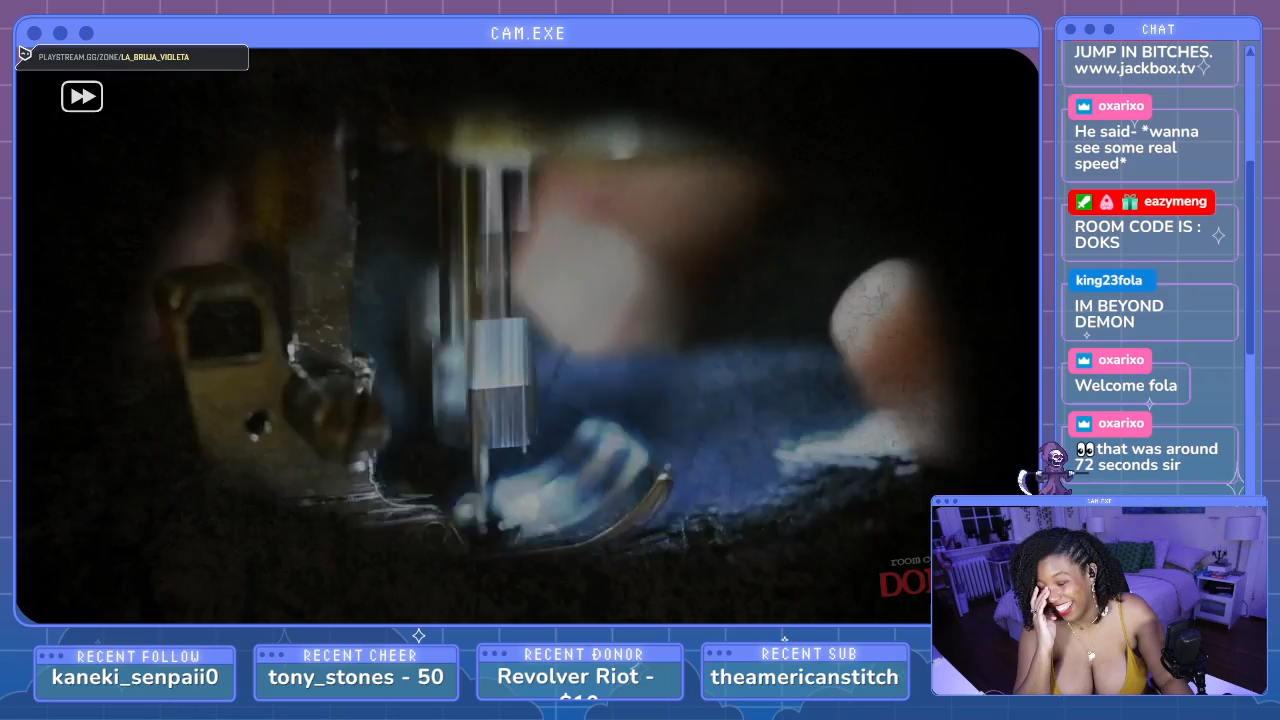 CAM.EXE
PLAYSTREAM.GG/ZONE/LA_BRUJA_VIOLETA
CHAT
JUMP IN BITCHES.
www.jackbox.tv
oxarixo
He said- *wanna
see some real
speed*
eazymeng
ROOM CODE IS :
DOKS
king23fola
IM BEYOND
DEMON
oxarixo
Welcome fola
oxarixo
👀that was around
72 seconds sir
CAM.EXE
RECENT FOLLOW
kaneki_senpaii0
RECENT CHEER
tony_stones - 50
RECENT DONOR
Revolver Riot -
RECENT SUB
theamericanstitch